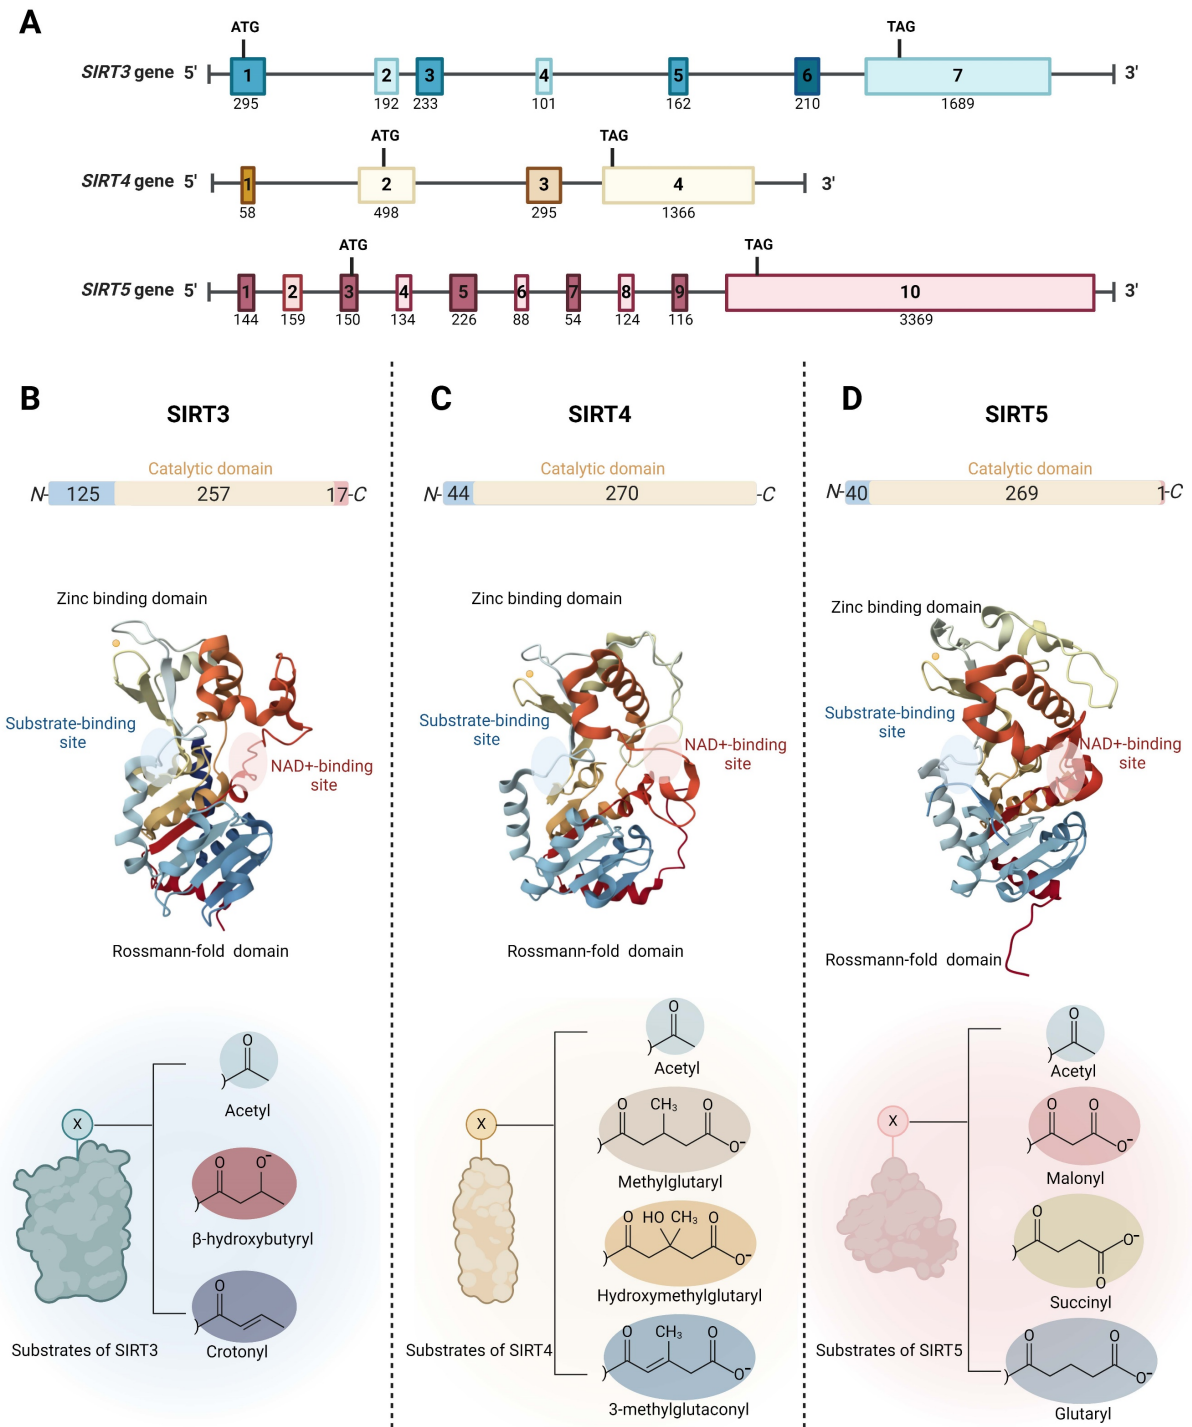 A
ATG TAG
SIRT3 gene 5' 1 2 3 4 5 6 7 3'
295 192 233 101 162 210 1689
ATG TAG
SIRT4 gene 5' 1 2 3 4 3'
58 498 295 1366
ATG TAG
SIRT5 gene 5' 1 2 3 4 5 6 7 8 9 10 3'
144 159 150 134 226 88 54 124 116 3369
B
SIRT3
Catalytic domain
N- 125 257 17 -C
Zinc binding domain
Substrate-binding
site
NAD+-binding
site
Rossmann-fold domain
X
O
Acetyl
O O-
β-hydroxybutyryl
O
Crotonyl
Substrates of SIRT3
C
SIRT4
Catalytic domain
N- 44 270 -C
Zinc binding domain
Substrate-binding
site
NAD+-binding
site
Rossmann-fold domain
X
O
Acetyl
O CH3 O
O-
Methylglutaryl
O HO CH3 O
O-
Hydroxymethylglutaryl
O CH3 O
O-
3-methylglutaconyl
Substrates of SIRT4
D
SIRT5
Catalytic domain
N- 40 269 1 -C
Zinc binding domain
Substrate-binding
site
NAD+-binding
site
Rossmann-fold domain
X
O
Acetyl
O O
O-
Malonyl
O
O-
O
Succinyl
O O
O-
Glutaryl
Substrates of SIRT5